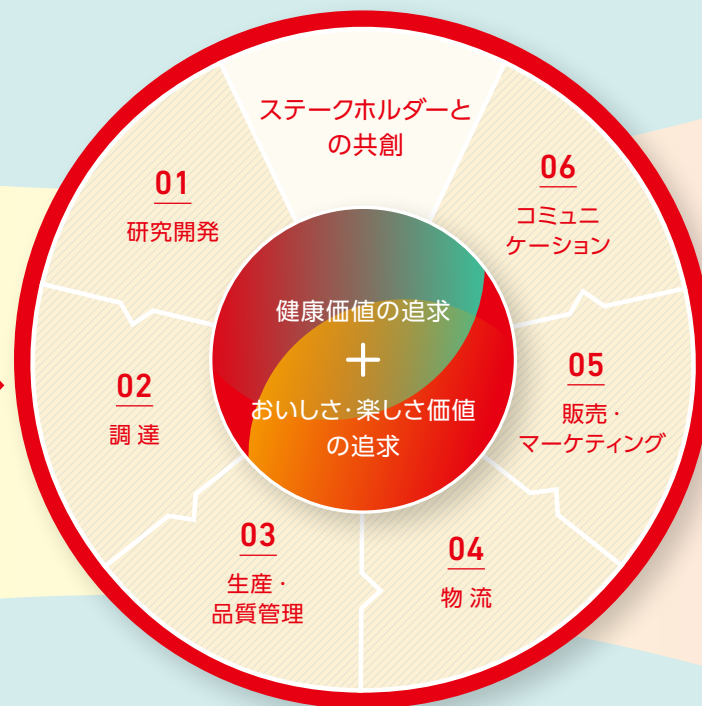 ステークホルダーと
の共創
01
研究開発
02
調達
03
生産・
品質管理
04
物流
05
販売・
マーケティング
06
コミュニ
ケーション
健康価値の追求
+
おいしさ・楽しさ価値
の追求